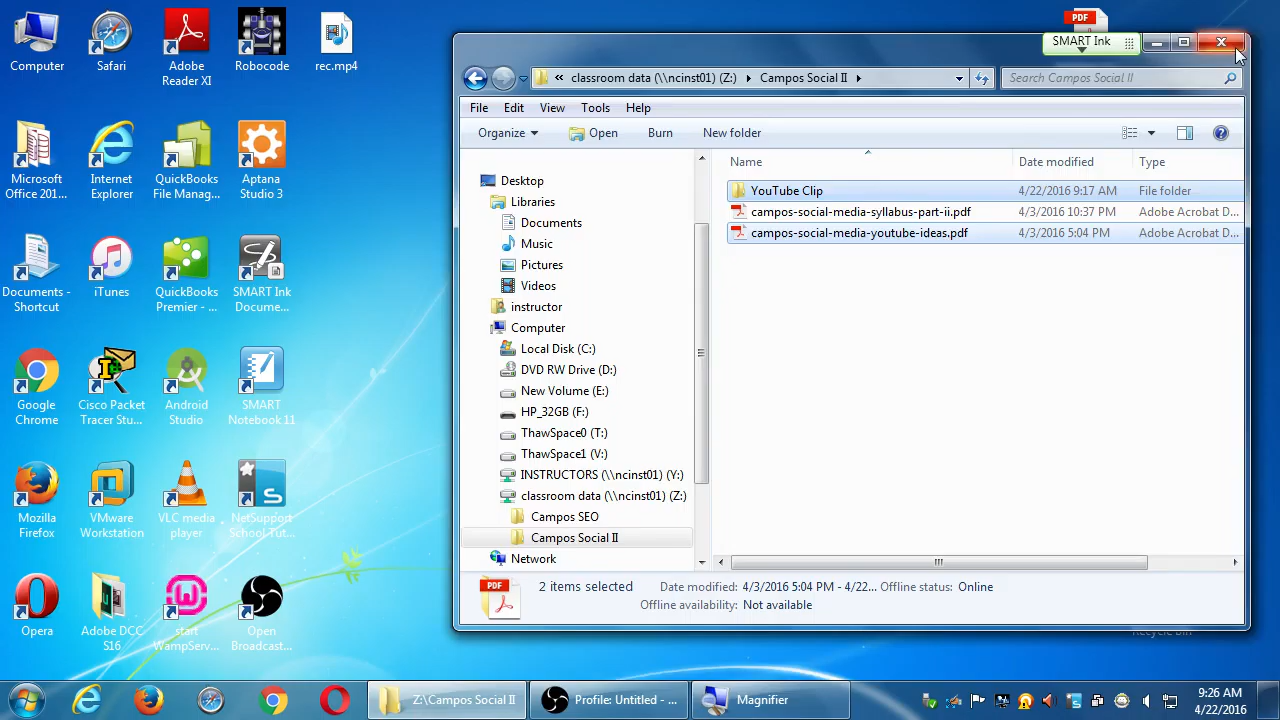 PDF
SMART Ink
Computer
Safari
Adobe
Reader XI
Robocode
rec.mp4
Microsoft
Office 201...
Internet
Explorer
QuickBooks
File Manag...
Aptana
Studio 3
Documents -
Shortcut
iTunes
QuickBooks
Premier - ...
SMART Ink
Docume...
Google
Chrome
Cisco Packet
Tracer Stu...
Android
Studio
SMART
Notebook 11
Mozilla
Firefox
VMware
Workstation
VLC media
player
NetSupport
School Tut...
Opera
Adobe DCC
S16
start
WampServ...
Open
Broadcast...
« classroom data (\\ncinst01) (Z:) Campos Social II
Search Campos Social II
File Edit View Tools Help
Organize Open Burn New folder
Name Date modified Type
Desktop
Libraries
Documents
Music
Pictures
Videos
instructor
Computer
Local Disk (C:)
DVD RW Drive (D:)
New Volume (E:)
HP_32GB (F:)
ThawSpace0 (T:)
ThawSpace1 (V:)
INSTRUCTORS (\\ncinst01) (Y:)
classroom data (\\ncinst01) (Z:)
Campos SEO
Campos Social II
Network
YouTube Clip 4/22/2016 9:17 AM File folder
campos-social-media-syllabus-part-ii.pdf 4/3/2016 10:37 PM Adobe Acrobat D...
campos-social-media-youtube-ideas.pdf 4/3/2016 5:04 PM Adobe Acrobat D...
PDF
2 items selected Date modified: 4/3/2016 5:04 PM - 4/22... Offline status: Online
Offline availability: Not available
Recycle Bin
Z:\Campos Social II
Profile: Untitled - ...
Magnifier
9:26 AM
4/22/2016